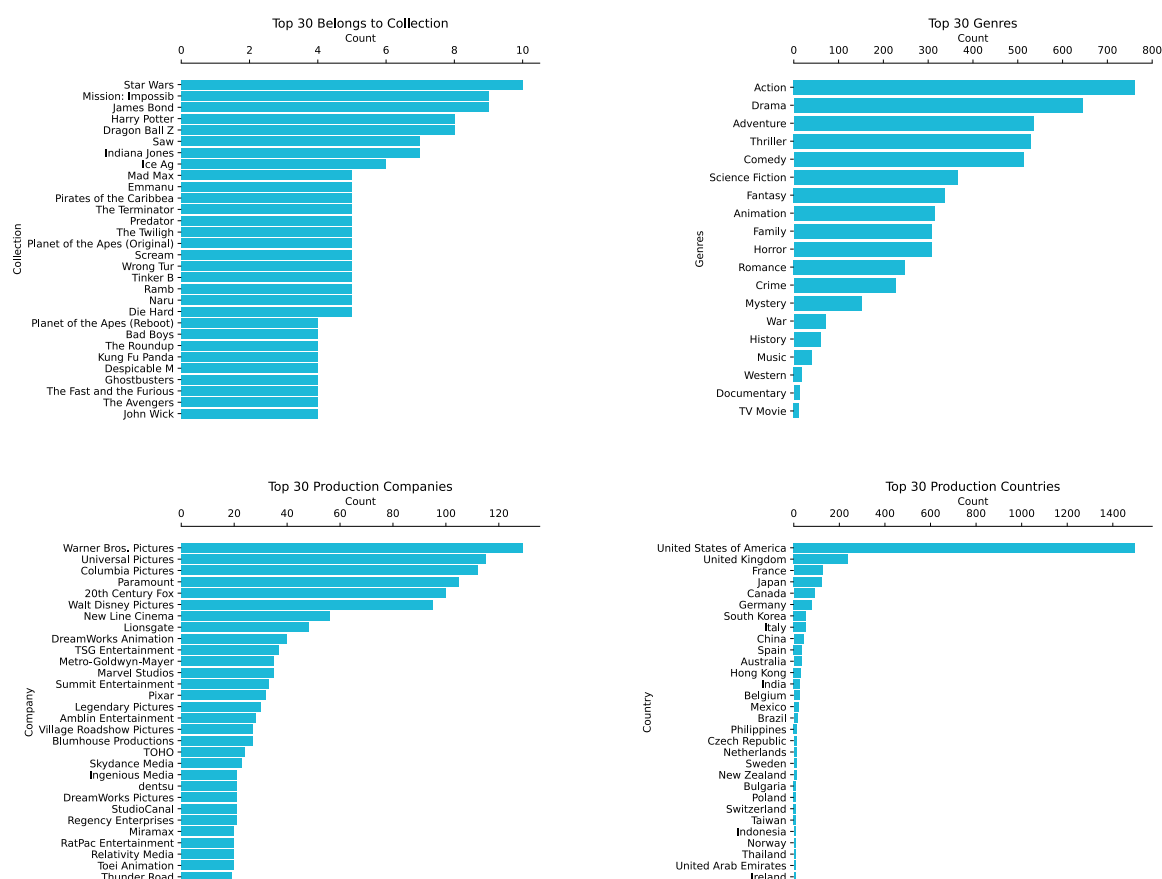 Top 30 Belongs to Collection
Count
0 2 4 6 8 10
Collection
Star Wars
Mission: Impossib
James Bond
Harry Potter
Dragon Ball Z
Saw
Indiana Jones
Ice Ag
Mad Max
Emmanu
Pirates of the Caribbea
The Terminator
Predator
The Twiligh
Planet of the Apes (Original)
Scream
Wrong Tur
Tinker B
Ramb
Naru
Die Hard
Planet of the Apes (Reboot)
Bad Boys
The Roundup
Kung Fu Panda
Despicable M
Ghostbusters
The Fast and the Furious
The Avengers
John Wick
Top 30 Genres
Count
0 100 200 300 400 500 600 700 800
Genres
Action
Drama
Adventure
Thriller
Comedy
Science Fiction
Fantasy
Animation
Family
Horror
Romance
Crime
Mystery
War
History
Music
Western
Documentary
TV Movie
Top 30 Production Companies
Count
0 20 40 60 80 100 120
Company
Warner Bros. Pictures
Universal Pictures
Columbia Pictures
Paramount
20th Century Fox
Walt Disney Pictures
New Line Cinema
Lionsgate
DreamWorks Animation
TSG Entertainment
Metro-Goldwyn-Mayer
Marvel Studios
Summit Entertainment
Pixar
Legendary Pictures
Amblin Entertainment
Village Roadshow Pictures
Blumhouse Productions
TOHO
Skydance Media
Ingenious Media
dentsu
DreamWorks Pictures
StudioCanal
Regency Enterprises
Miramax
RatPac Entertainment
Relativity Media
Toei Animation
Thunder Road
Top 30 Production Countries
Count
0 200 400 600 800 1000 1200 1400
Country
United States of America
United Kingdom
France
Japan
Canada
Germany
South Korea
Italy
China
Spain
Australia
Hong Kong
India
Belgium
Mexico
Brazil
Philippines
Czech Republic
Netherlands
Sweden
New Zealand
Bulgaria
Poland
Switzerland
Taiwan
Indonesia
Norway
Thailand
United Arab Emirates
Ireland